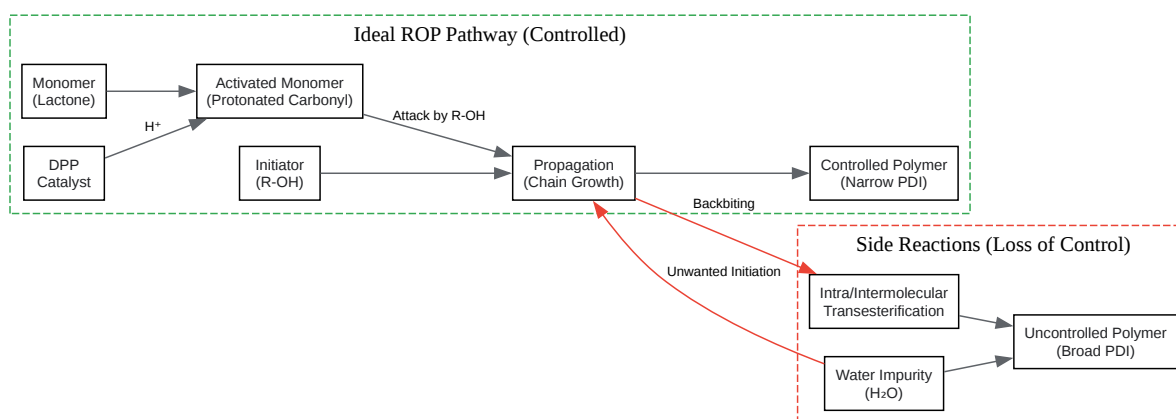 Ideal ROP Pathway (Controlled)
Monomer
(Lactone)
Activated Monomer
(Protonated Carbonyl)
Attack by R-OH
H⁺
DPP
Catalyst
Initiator
(R-OH)
Propagation
(Chain Growth)
Controlled Polymer
(Narrow PDI)
Backbiting
Side Reactions (Loss of Control)
Unwanted Initiation
Intra/Intermolecular
Transesterification
Uncontrolled Polymer
(Broad PDI)
Water Impurity
(H₂O)